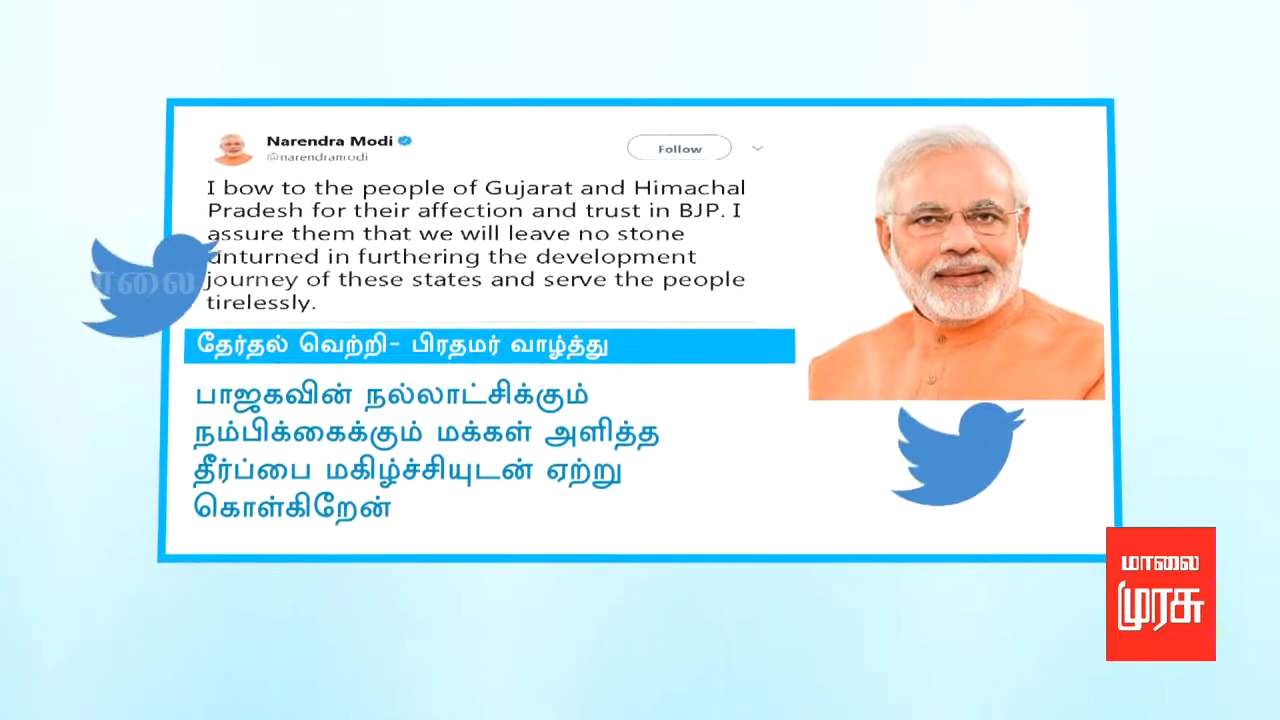 Narendra Modi
@narendramodi
Follow
I bow to the people of Gujarat and Himachal
Pradesh for their affection and trust in BJP. I
assure them that we will leave no stone
unturned in furthering the development
journey of these states and serve the people
tirelessly.
மாலை
தேர்தல் வெற்றி- பிரதமர் வாழ்த்து
பாஜகவின் நல்லாட்சிக்கும்
நம்பிக்கைக்கும் மக்கள் அளித்த
தீர்ப்பை மகிழ்ச்சியுடன் ஏற்று
கொள்கிறேன்
மாலை
முரசு